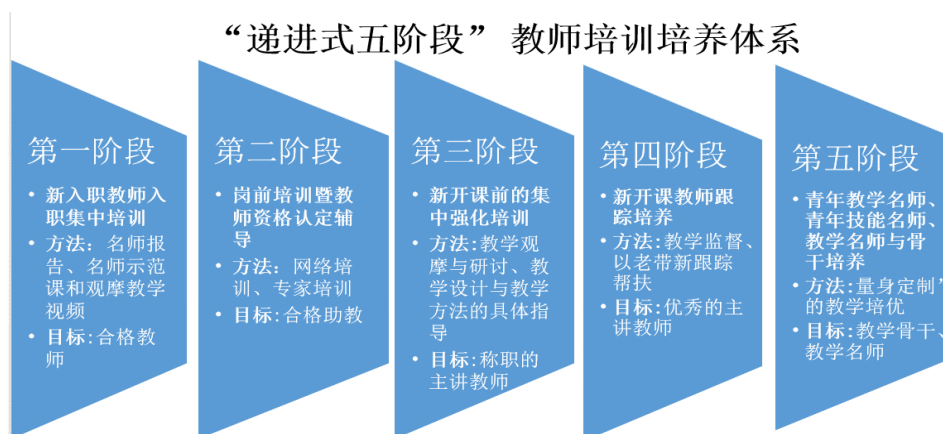 “递进式五阶段” 教师培训培养体系
第一阶段
• 新入职教师入
职集中培训
• 方法：名师报
告、名师示范
课和观摩教学
视频
• 目标:合格教
师
第二阶段
• 岗前培训暨教
师资格认定辅
导
• 方法：网络培
训、专家培训
• 目标:合格助教
第三阶段
• 新开课前的集
中强化培训
• 方法:教学观
摩与研讨、教
学设计与教学
方法的具体指
导
• 目标:称职的
主讲教师
第四阶段
• 新开课教师跟
踪培养
• 方法:教学监督、
以老带新跟踪
帮扶
• 目标:优秀的主
讲教师
第五阶段
• 青年教学名师、
青年技能名师、
教学名师与骨
干培养
• 方法:量身定制”
的教学培优
• 目标:教学骨干、
教学名师